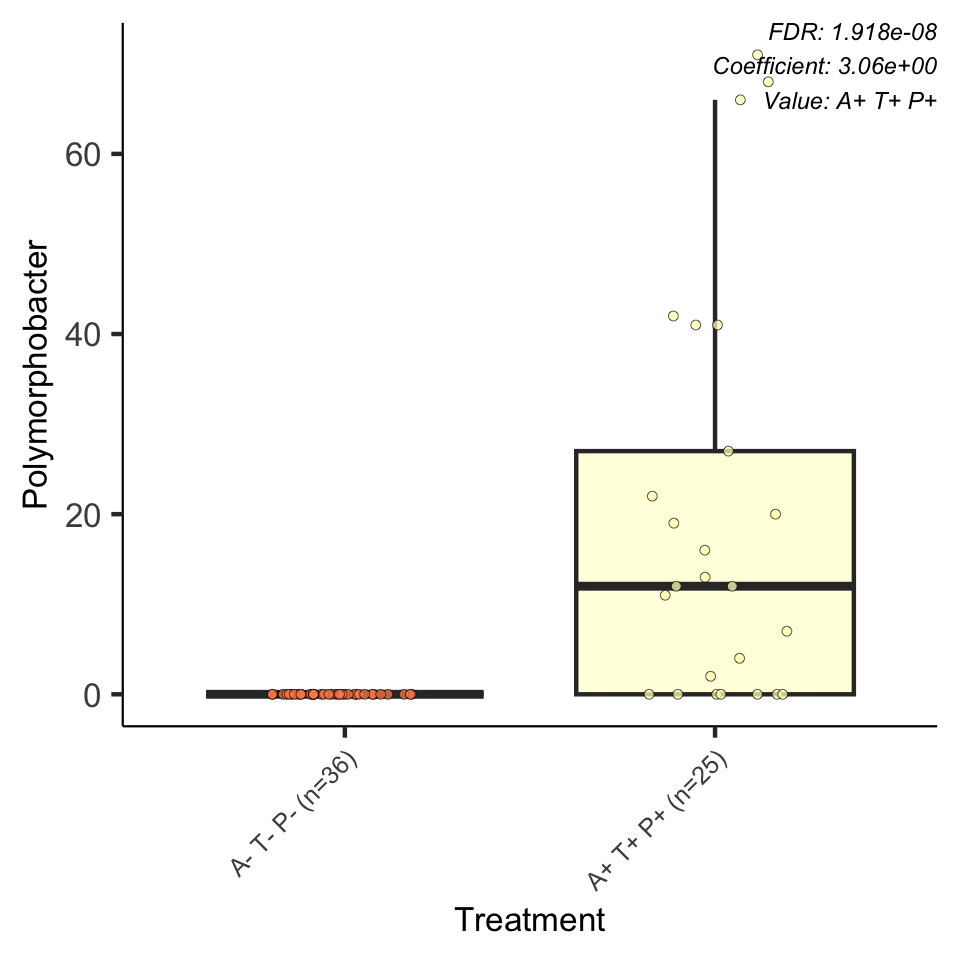 FDR: 1.918e-08
Coefficient: 3.06e+00
Value: A+ T+ P+
60
40
20
0
Polymorphobacter
A- T- P- (n=36)
A+ T+ P+ (n=25)
Treatment